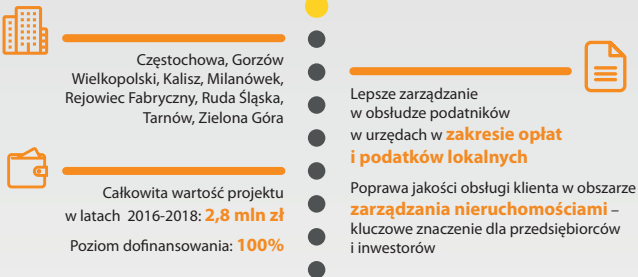 Częstochowa, Gorzów
Wielkopolski, Kalisz, Milanówek,
Rejowiec Fabryczny, Ruda Śląska,
Tarnów, Zielona Góra
Całkowita wartość projektu
w latach 2016-2018: 2,8 mln zł
Poziom dofinansowania: 100%
Lepsze zarządzanie
w obsłudze podatników
w urzędach w zakresie opłat
i podatków lokalnych
Poprawa jakości obsługi klienta w obszarze
zarządzania nieruchomościami –
kluczowe znaczenie dla przedsiębiorców
i inwestorów